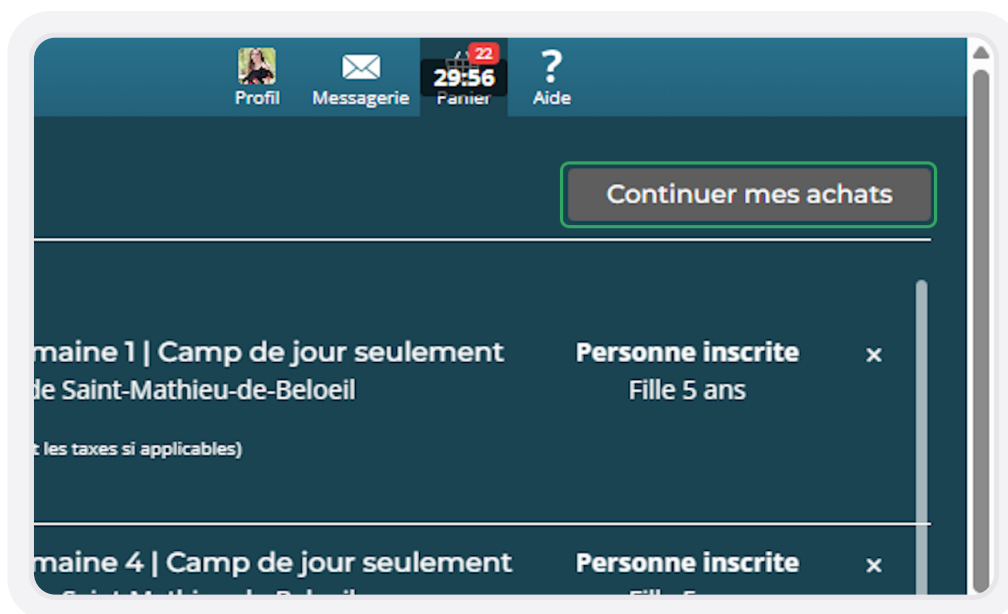 22
29:56
Profil Messagerie Panier Aide
Continuer mes achats
maine 1 | Camp de jour seulement Personne inscrite ×
de Saint-Mathieu-de-Beloeil Fille 5 ans
t les taxes si applicables)
maine 4 | Camp de jour seulement Personne inscrite ×